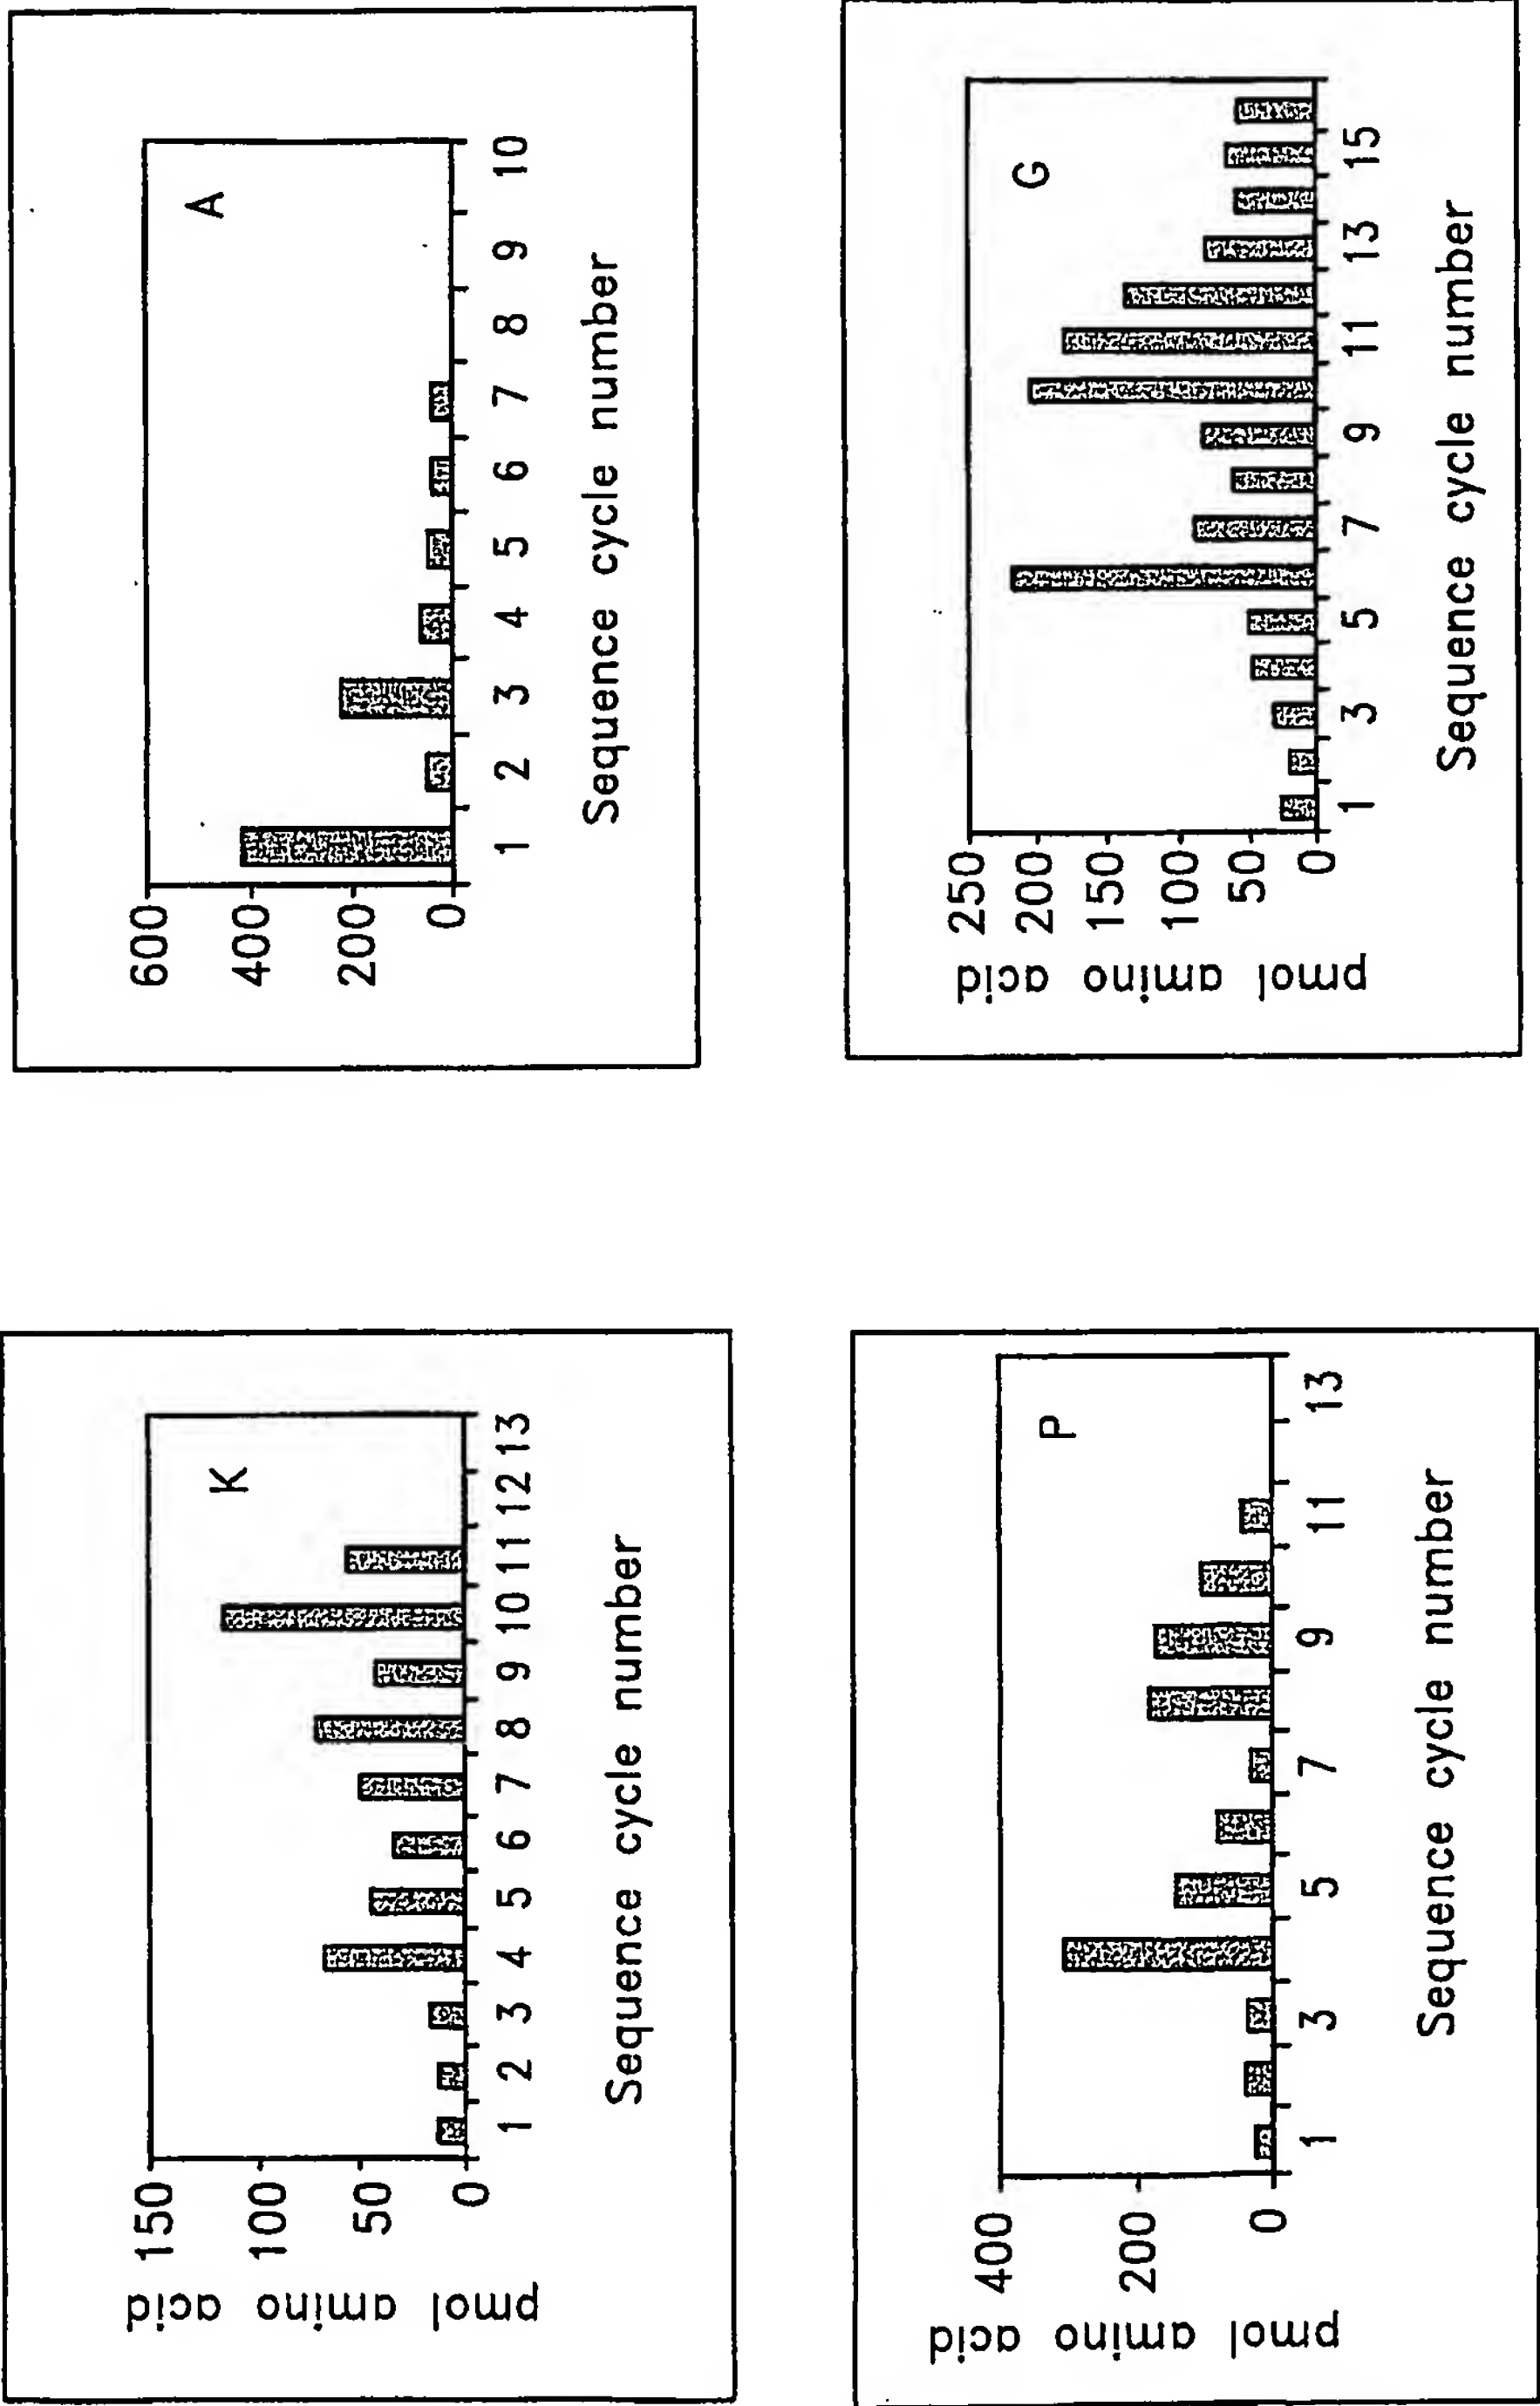 K
pmol amino acid
150
100
50
0
1 2 3 4 5 6 7 8 9 10 11 12 13
Sequence cycle number
A
600
400
200
0
1 2 3 4 5 6 7 8 9 10
Sequence cycle number
P
pmol amino acid
400
200
0
1 3 5 7 9 11 13
Sequence cycle number
G
pmol amino acid
250
200
150
100
50
0
1 3 5 7 9 11 13 15
Sequence cycle number